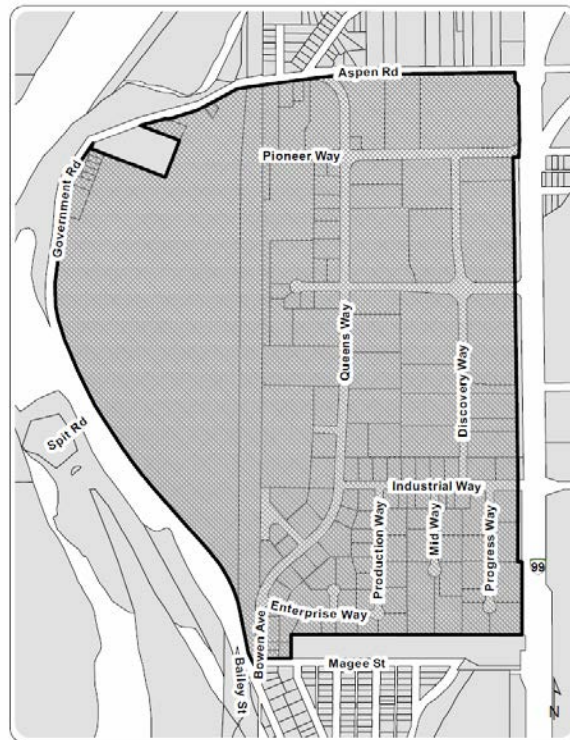 Aspen Rd
Pioneer Way
Government Rd
Queens Way
Discovery Way
Spit Rd
Industrial Way
Production Way
Mid Way
Progress Way
99
Enterprise Way
Bowen Ave
Bailey St
Magee St
N